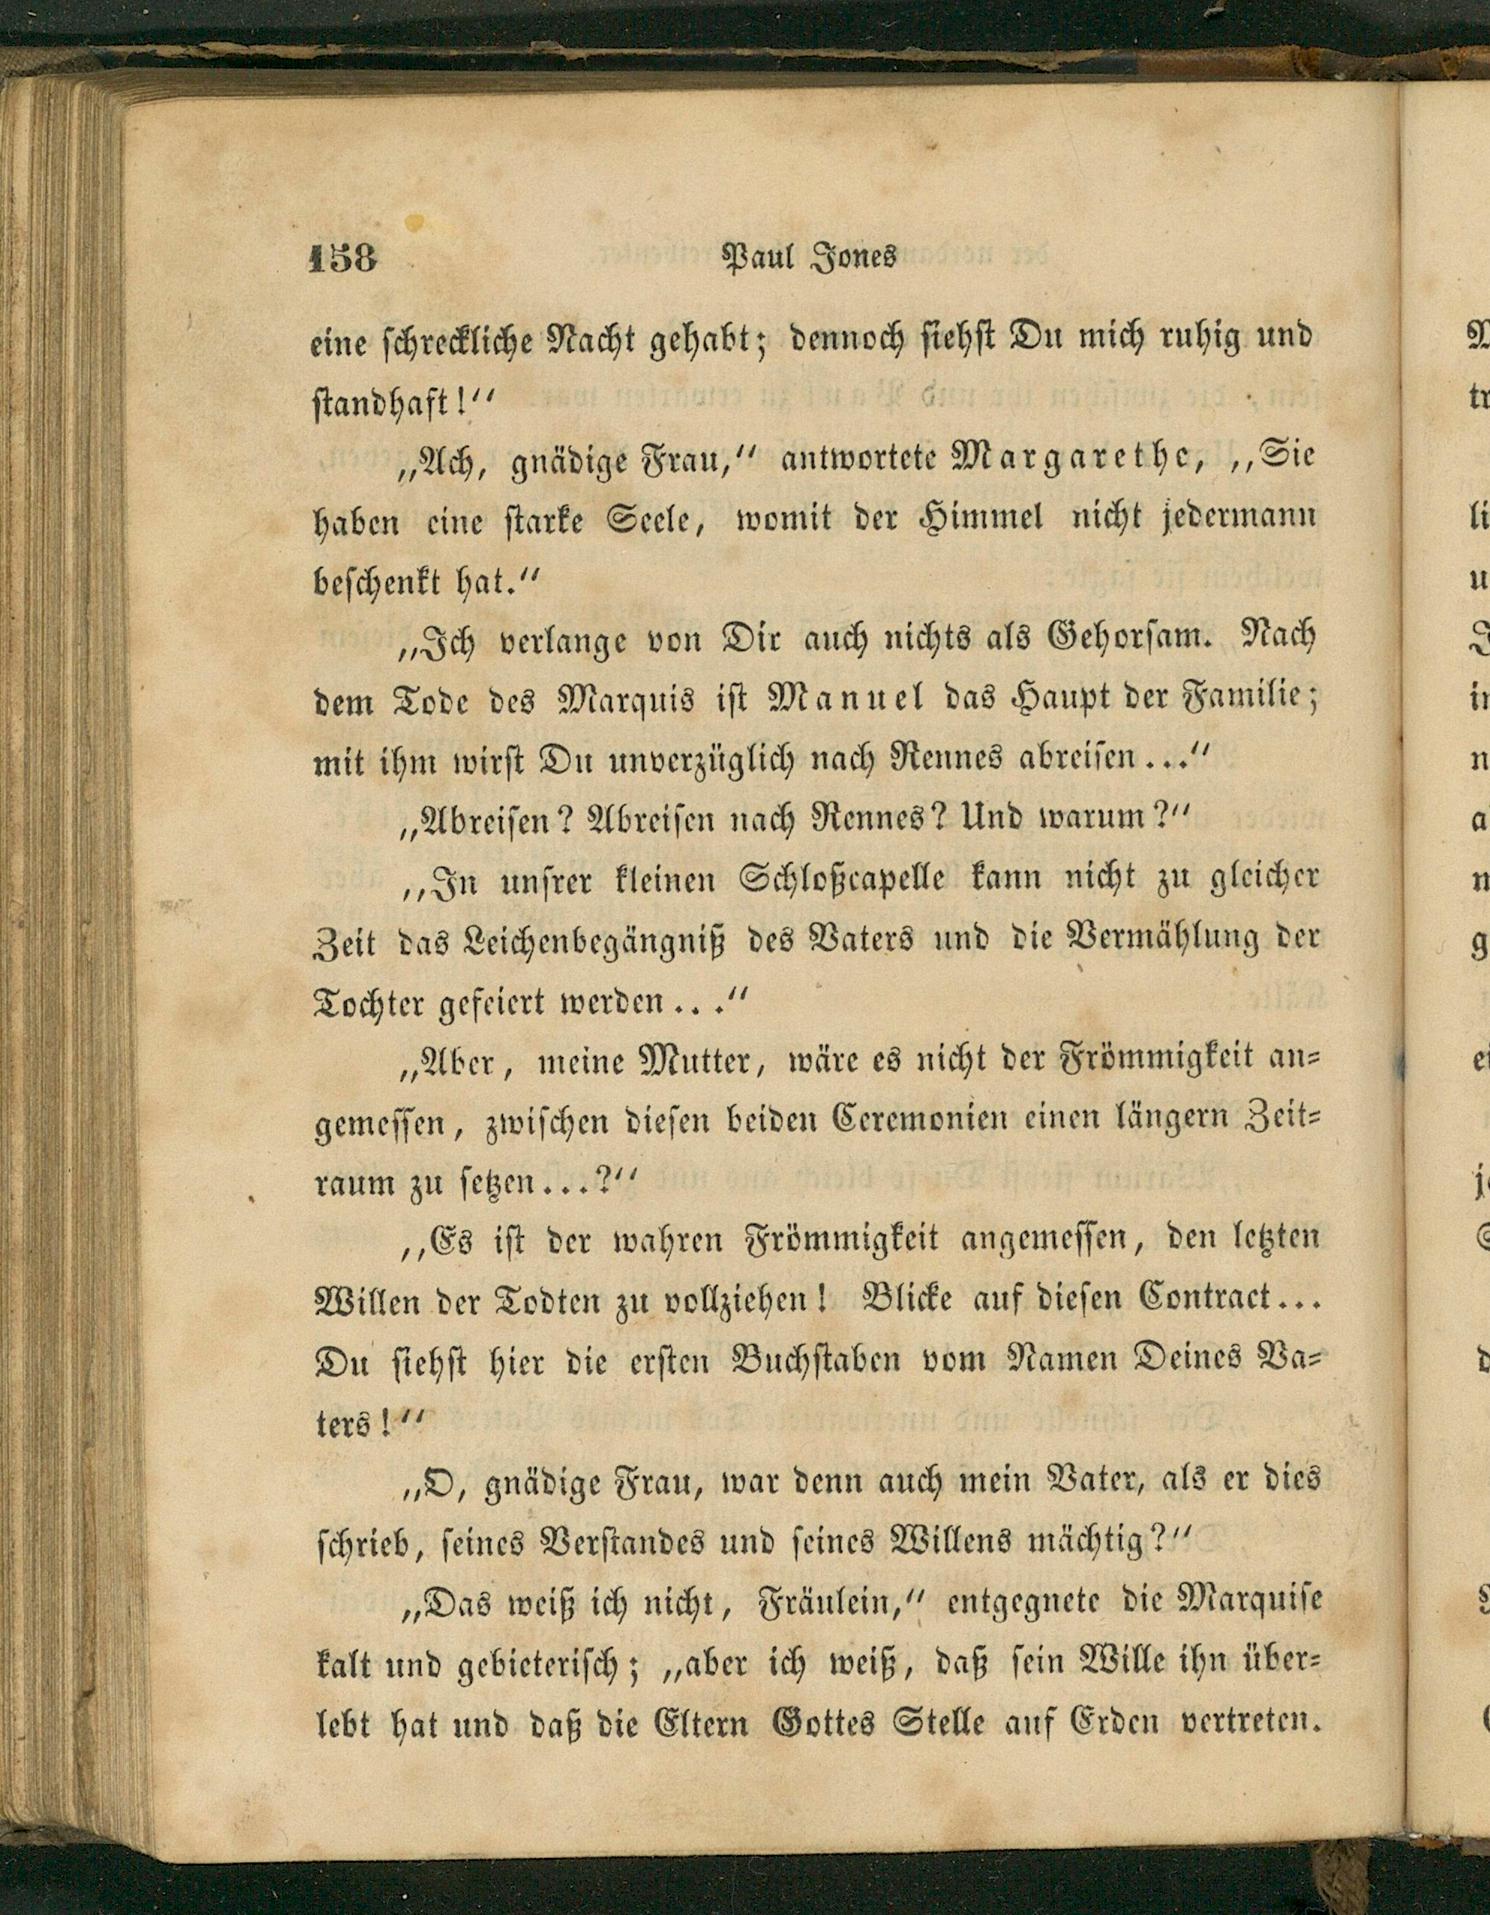 158 Paul Jones
eine schreckliche Nacht gehabt; dennoch siehst Du mich ruhig und
standhaft!“
„Ach, gnädige Frau,“ antwortete Margarethe, „Sie
haben eine starke Seele, womit der Himmel nicht jedermann
beschenkt hat.“
„Ich verlange von Dir auch nichts als Gehorsam. Nach
dem Tode des Marquis ist Manuel das Haupt der Familie;
mit ihm wirst Du unverzüglich nach Rennes abreisen...“
„Abreisen? Abreisen nach Rennes? Und warum?“
„In unsrer kleinen Schloßcapelle kann nicht zu gleicher
Zeit das Leichenbegängniß des Vaters und die Vermählung der
Tochter gefeiert werden...“
„Aber, meine Mutter, wäre es nicht der Frömmigkeit an-
gemessen, zwischen diesen beiden Ceremonien einen längern Zeit-
raum zu setzen...?“
„Es ist der wahren Frömmigkeit angemessen, den letzten
Willen der Todten zu vollziehen! Blicke auf diesen Contract...
Du siehst hier die ersten Buchstaben vom Namen Deines Va-
ters!“
„O, gnädige Frau, war denn auch mein Vater, als er dies
schrieb, seines Verstandes und seines Willens mächtig?“
„Das weiß ich nicht, Fräulein,“ entgegnete die Marquise
kalt und gebieterisch; „aber ich weiß, daß sein Wille ihn über-
lebt hat und daß die Eltern Gottes Stelle auf Erden vertreten.